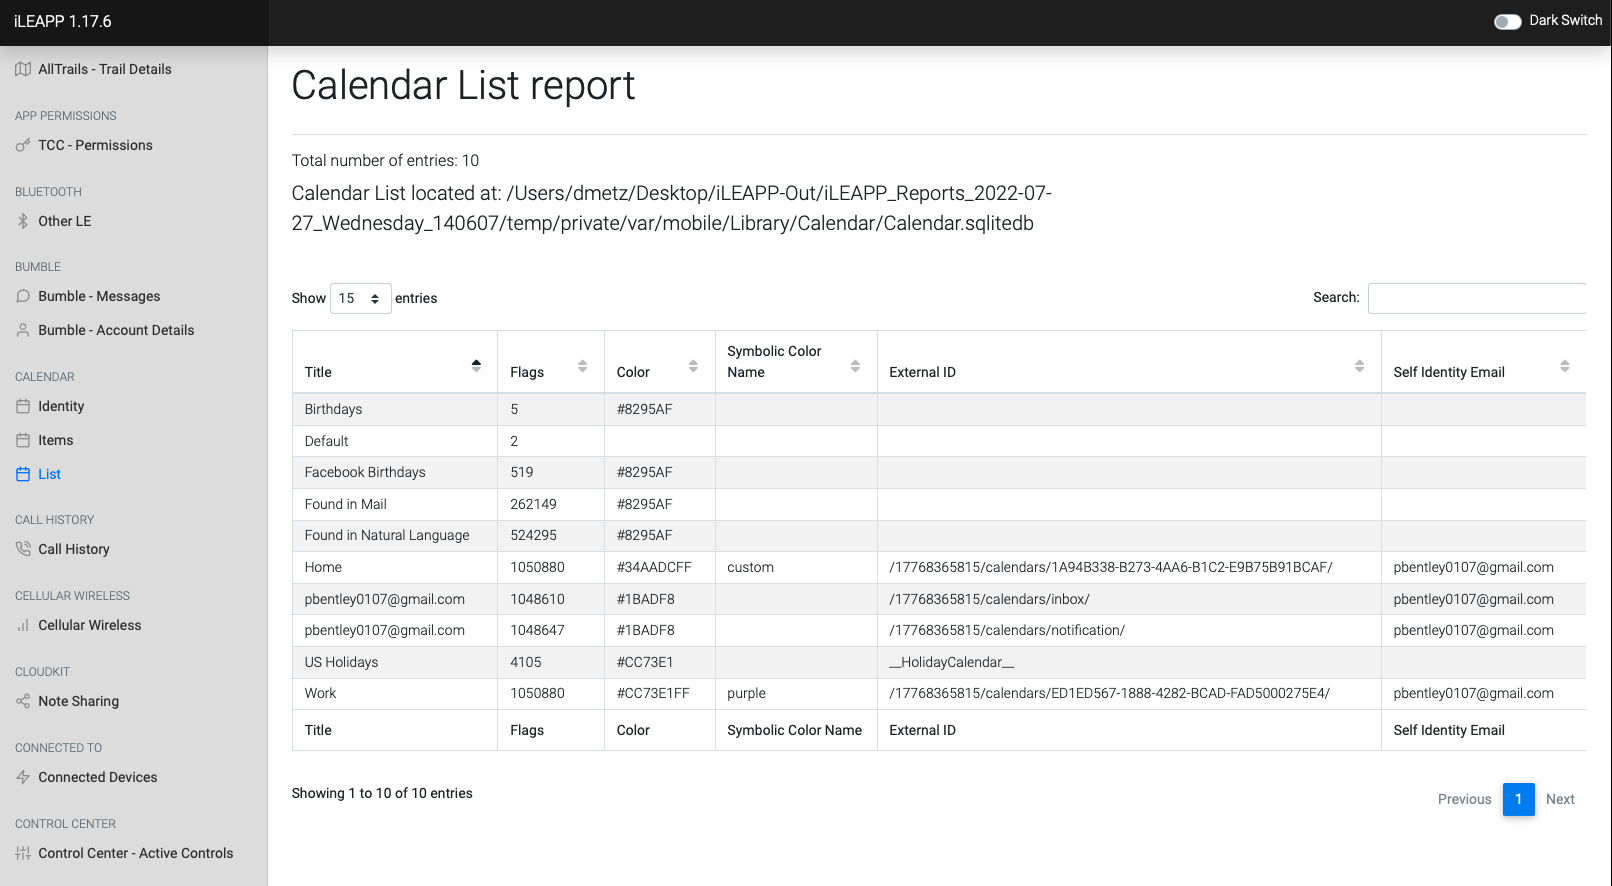 iLEAPP 1.17.6
Dark Switch
AllTrails - Trail Details
APP PERMISSIONS
TCC - Permissions
BLUETOOTH
Other LE
BUMBLE
Bumble - Messages
Bumble - Account Details
CALENDAR
Identity
Items
List
CALL HISTORY
Call History
CELLULAR WIRELESS
Cellular Wireless
CLOUDKIT
Note Sharing
CONNECTED TO
Connected Devices
CONTROL CENTER
Control Center - Active Controls
Calendar List report
Total number of entries: 10
Calendar List located at: /Users/dmetz/Desktop/iLEAPP-Out/iLEAPP_Reports_2022-07-
27_Wednesday_140607/temp/private/var/mobile/Library/Calendar/Calendar.sqlitedb
Show 15 entries
Search:
Title Flags Color Symbolic Color Name External ID Self Identity Email
Birthdays 5 #8295AF
Default 2
Facebook Birthdays 519 #8295AF
Found in Mail 262149 #8295AF
Found in Natural Language 524295 #8295AF
Home 1050880 #34AADCFF custom /17768365815/calendars/1A94B338-B273-4AA6-B1C2-E9B75B91BCAF/ pbentley0107@gmail.com
pbentley0107@gmail.com 1048610 #1BADF8 /17768365815/calendars/inbox/ pbentley0107@gmail.com
pbentley0107@gmail.com 1048647 #1BADF8 /17768365815/calendars/notification/ pbentley0107@gmail.com
US Holidays 4105 #CC73E1 __HolidayCalendar__
Work 1050880 #CC73E1FF purple /17768365815/calendars/ED1ED567-1888-4282-BCAD-FAD5000275E4/ pbentley0107@gmail.com
Title Flags Color Symbolic Color Name External ID Self Identity Email
Showing 1 to 10 of 10 entries
Previous 1 Next